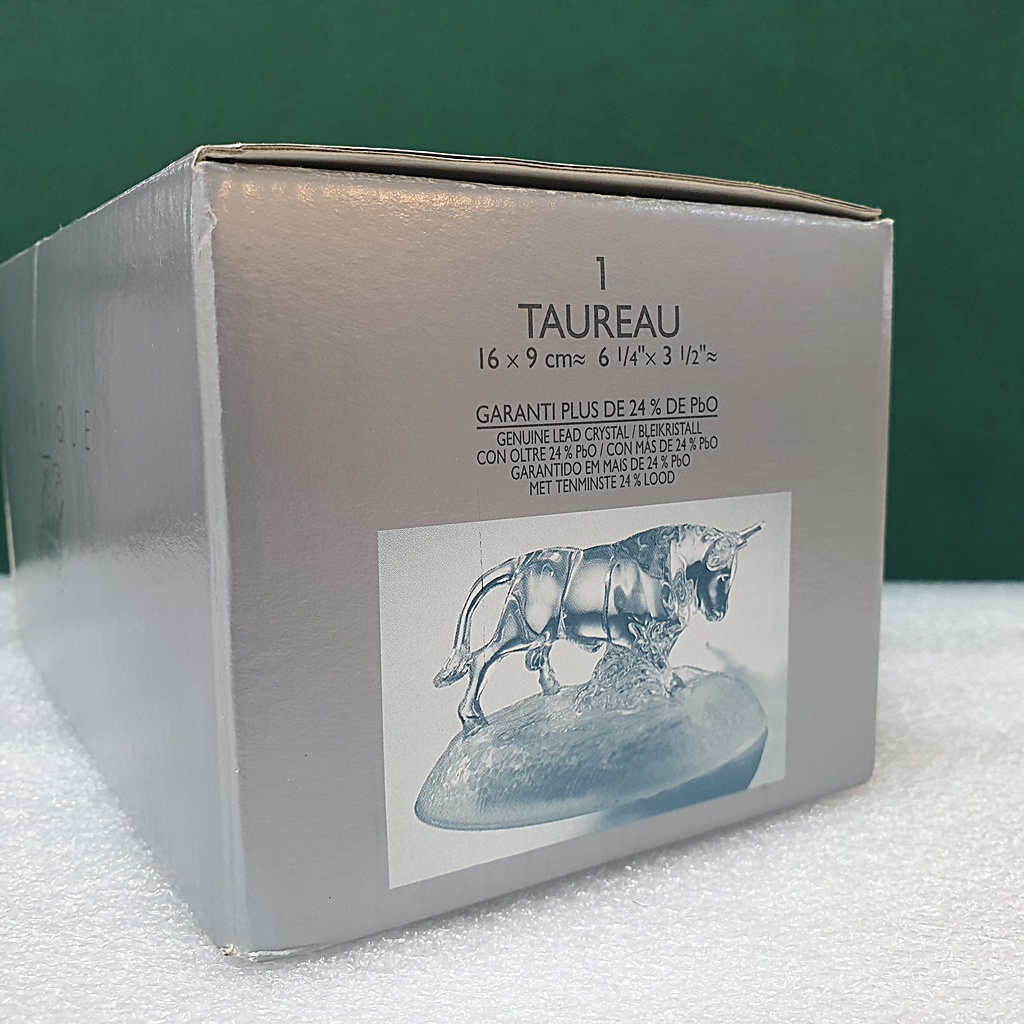 1
TAUREAU
16 × 9 cm≈ 6 1/4"× 3 1/2"≈
GARANTI PLUS DE 24 % DE PbO
GENUINE LEAD CRYSTAL / BLEIKRISTALL
CON OLTRE 24 % PbO / CON MÁS DE 24 % PbO
GARANTIDO EM MAIS DE 24 % PbO
MET TENMINSTE 24 % LOOD